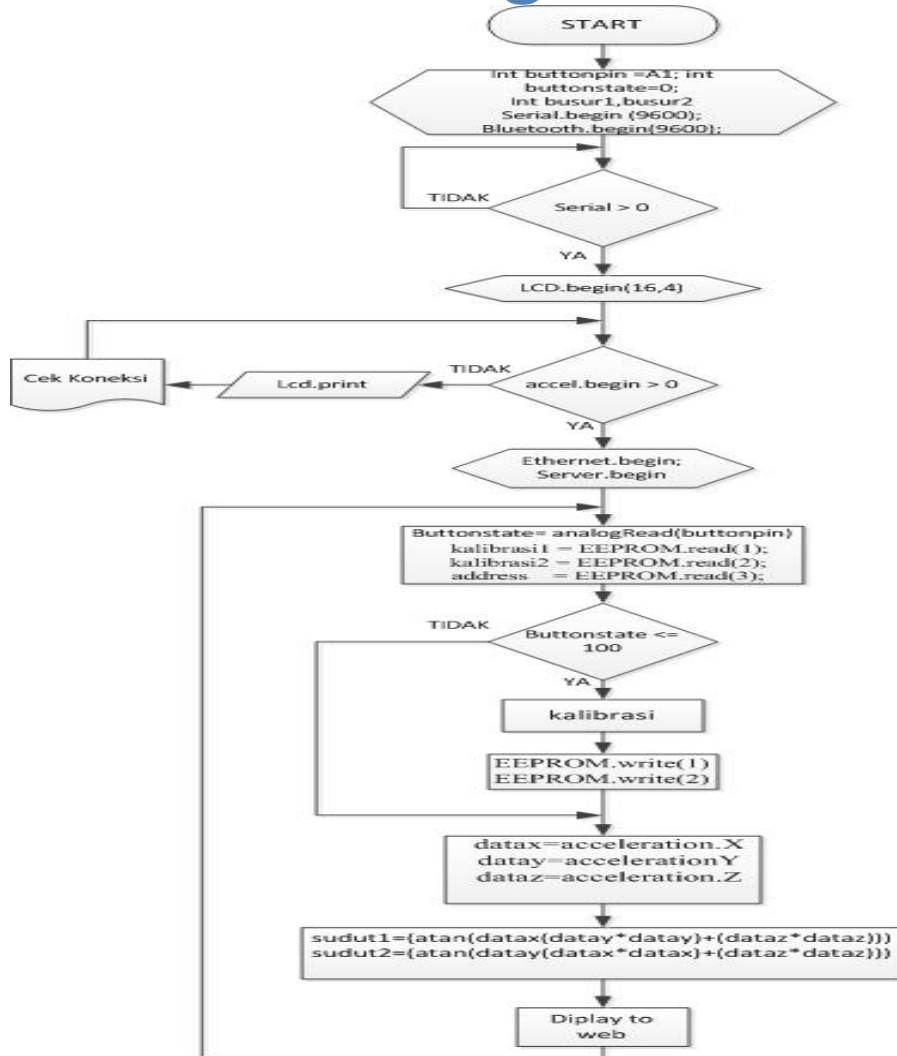 START
Int buttonpin =A1; int
buttonstate=0;
Int busur1,busur2
Serial.begin (9600);
Bluetooth.begin(9600);
TIDAK
Serial > 0
YA
LCD.begin(16,4)
Cek Koneksi
Lcd.print
TIDAK
accel.begin > 0
YA
Ethernet.begin;
Server.begin
Buttonstate= analogRead(buttonpin)
kalibrasi1 = EEPROM.read(1);
kalibrasi2 = EEPROM.read(2);
address = EEPROM.read(3);
TIDAK
Buttonstate <=
100
YA
kalibrasi
EEPROM.write(1)
EEPROM.write(2)
datax=acceleration.X
datay=accelerationY
dataz=acceleration.Z
sudut1=(atan(datax(datay*datay)+(dataz*dataz)))
sudut2=(atan(datay(datax*datax)+(dataz*dataz)))
Diplay to
web